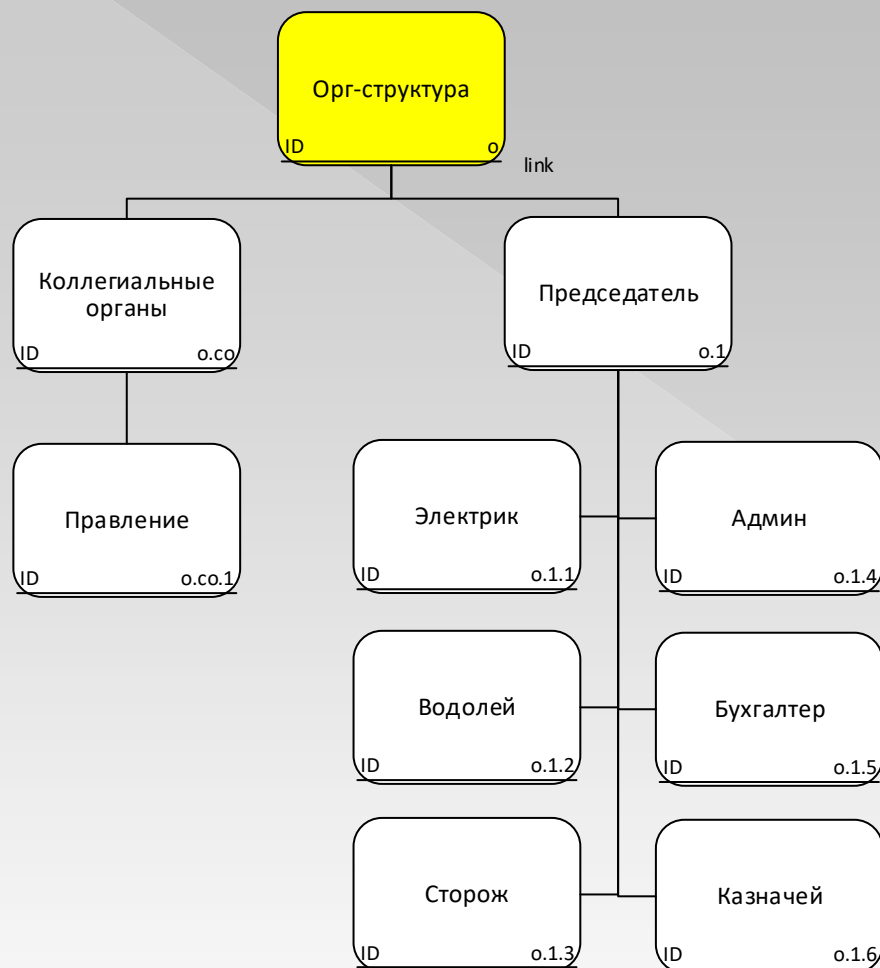 Орг-структура
ID o
link
Коллегиальные
органы
ID o.co
Председатель
ID o.1
Правление
ID o.co.1
Электрик
ID o.1.1
Админ
ID o.1.4
Водолей
ID o.1.2
Бухгалтер
ID o.1.5
Сторож
ID o.1.3
Казначей
ID o.1.6